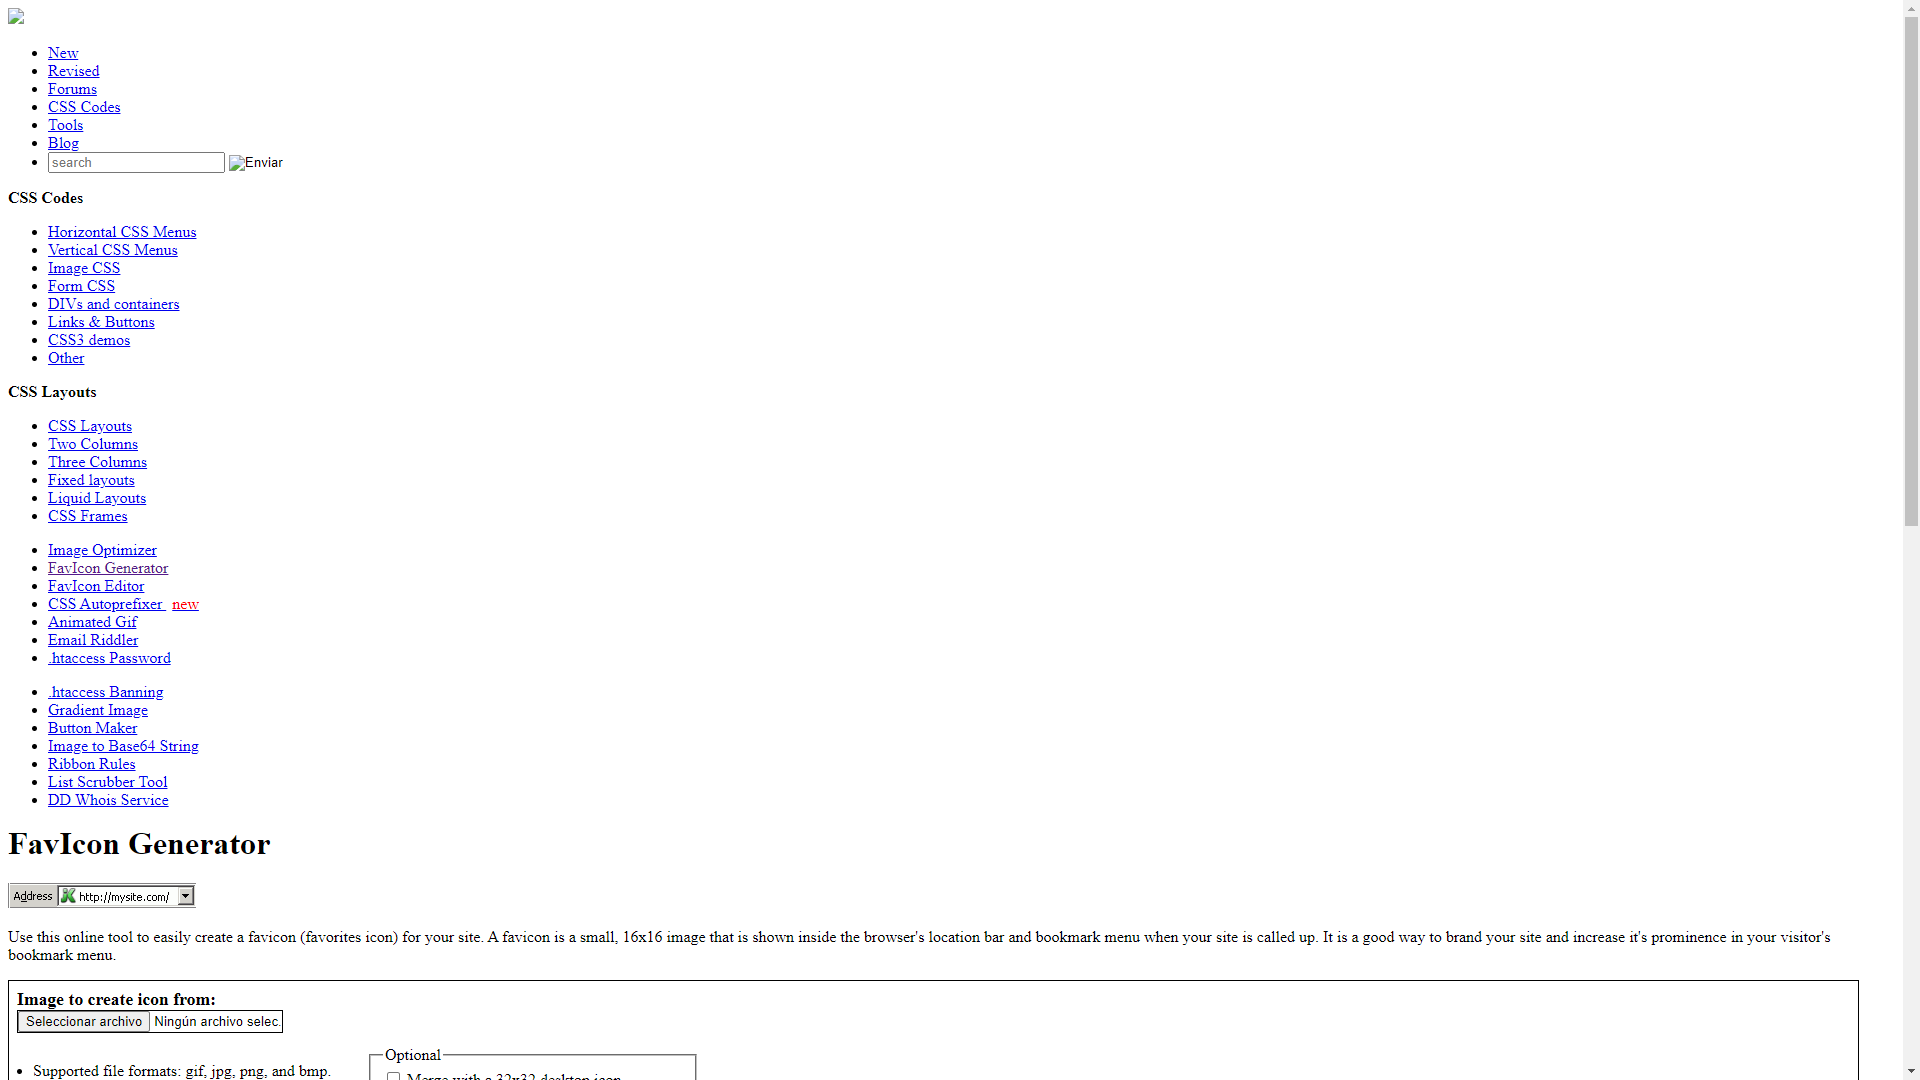 New
Revised
Forums
CSS Codes
Tools
Blog
search Enviar
CSS Codes
Horizontal CSS Menus
Vertical CSS Menus
Image CSS
Form CSS
DIVs and containers
Links & Buttons
CSS3 demos
Other
CSS Layouts
CSS Layouts
Two Columns
Three Columns
Fixed layouts
Liquid Layouts
CSS Frames
Image Optimizer
FavIcon Generator
FavIcon Editor
CSS Autoprefixer new
Animated Gif
Email Riddler
.htaccess Password
.htaccess Banning
Gradient Image
Button Maker
Image to Base64 String
Ribbon Rules
List Scrubber Tool
DD Whois Service
FavIcon Generator
Address http://mysite.com/
Use this online tool to easily create a favicon (favorites icon) for your site. A favicon is a small, 16x16 image that is shown inside the browser's location bar and bookmark menu when your site is called up. It is a good way to brand your site and increase it's prominence in your visitor's
bookmark menu.
Image to create icon from:
Seleccionar archivo Ningún archivo selec.
Optional
Supported file formats: gif, jpg, png, and bmp.
Merge with a 32x32 desktop icon